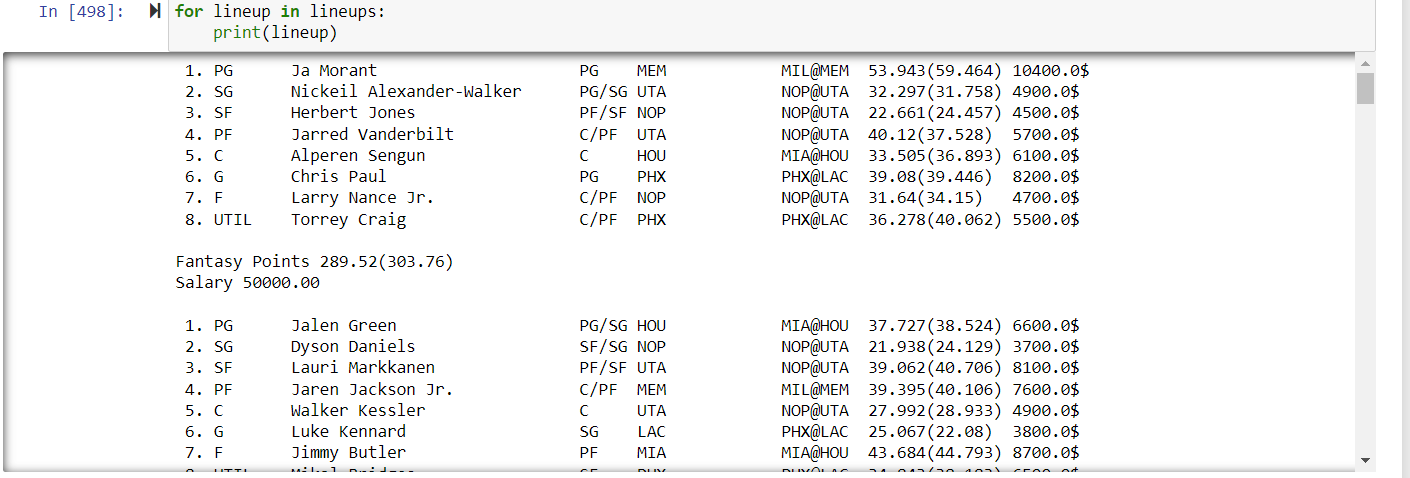 In [498]: for lineup in lineups:
print(lineup)
1. PG Ja Morant PG MEM MIL@MEM 53.943(59.464) 10400.0$
2. SG Nickeil Alexander-Walker PG/SG UTA NOP@UTA 32.297(31.758) 4900.0$
3. SF Herbert Jones PF/SF NOP NOP@UTA 22.661(24.457) 4500.0$
4. PF Jarred Vanderbilt C/PF UTA NOP@UTA 40.12(37.528) 5700.0$
5. C Alperen Sengun C HOU MIA@HOU 33.505(36.893) 6100.0$
6. G Chris Paul PG PHX PHX@LAC 39.08(39.446) 8200.0$
7. F Larry Nance Jr. C/PF NOP NOP@UTA 31.64(34.15) 4700.0$
8. UTIL Torrey Craig C/PF PHX PHX@LAC 36.278(40.062) 5500.0$
Fantasy Points 289.52(303.76)
Salary 50000.00
1. PG Jalen Green PG/SG HOU MIA@HOU 37.727(38.524) 6600.0$
2. SG Dyson Daniels SF/SG NOP NOP@UTA 21.938(24.129) 3700.0$
3. SF Lauri Markkanen PF/SF UTA NOP@UTA 39.062(40.706) 8100.0$
4. PF Jaren Jackson Jr. C/PF MEM MIL@MEM 39.395(40.106) 7600.0$
5. C Walker Kessler C UTA NOP@UTA 27.992(28.933) 4900.0$
6. G Luke Kennard SG LAC PHX@LAC 25.067(22.08) 3800.0$
7. F Jimmy Butler PF MIA MIA@HOU 43.684(44.793) 8700.0$